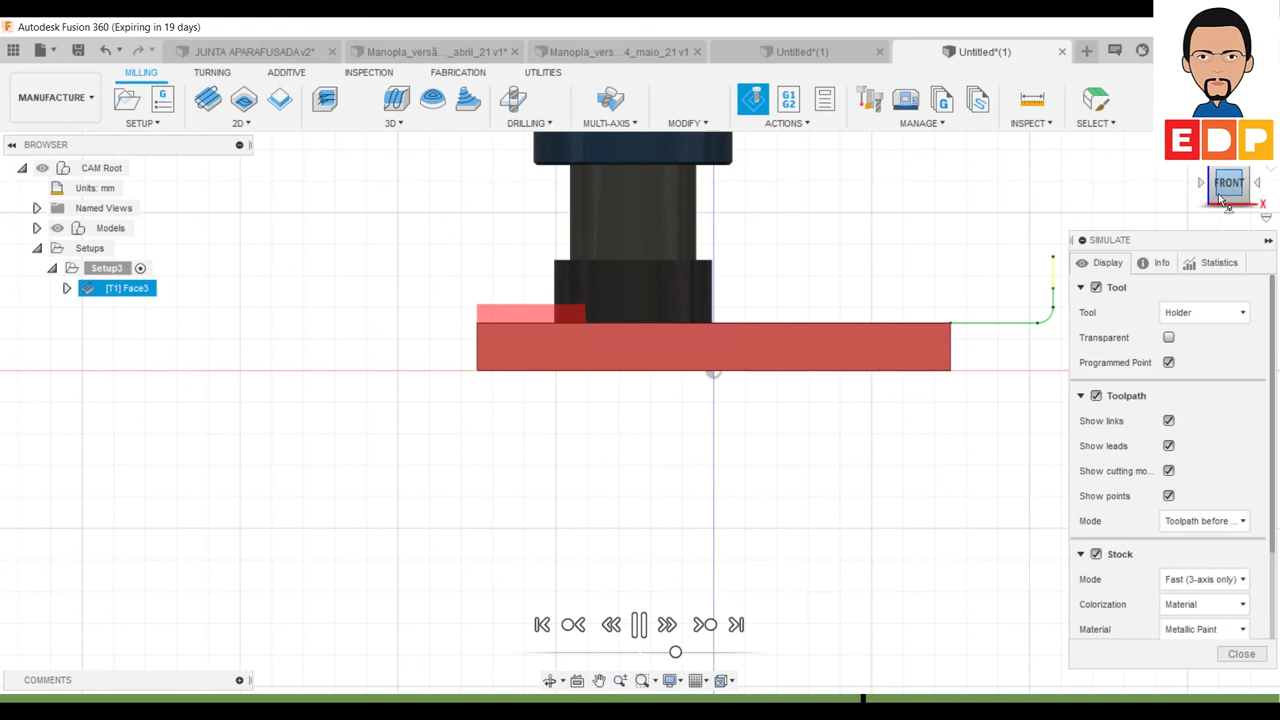 Autodesk Fusion 360 (Expiring in 19 days)
JUNTA APARAFUSADA v2*
Manopla_versã..._abril_21 v1*
Manopla_vers...4_maio_21 v1
Untitled*(1)
Untitled*(1)
MILLING TURNING ADDITIVE INSPECTION FABRICATION UTILITIES
MANUFACTURE
G
G1
G2
G
SETUP 2D 3D DRILLING MULTI-AXIS MODIFY ACTIONS MANAGE INSPECT SELECT
EDP
BROWSER
CAM Root
Units: mm
Named Views
Models
Setups
Setup3
[T1] Face3
FRONT
X
SIMULATE
Display Info Statistics
Tool
Tool Holder
Transparent
Programmed Point
Toolpath
Show links
Show leads
Show cutting mo...
Show points
Mode Toolpath before ...
Stock
Mode Fast (3-axis only)
Colorization Material
Material Metallic Paint
Close
COMMENTS